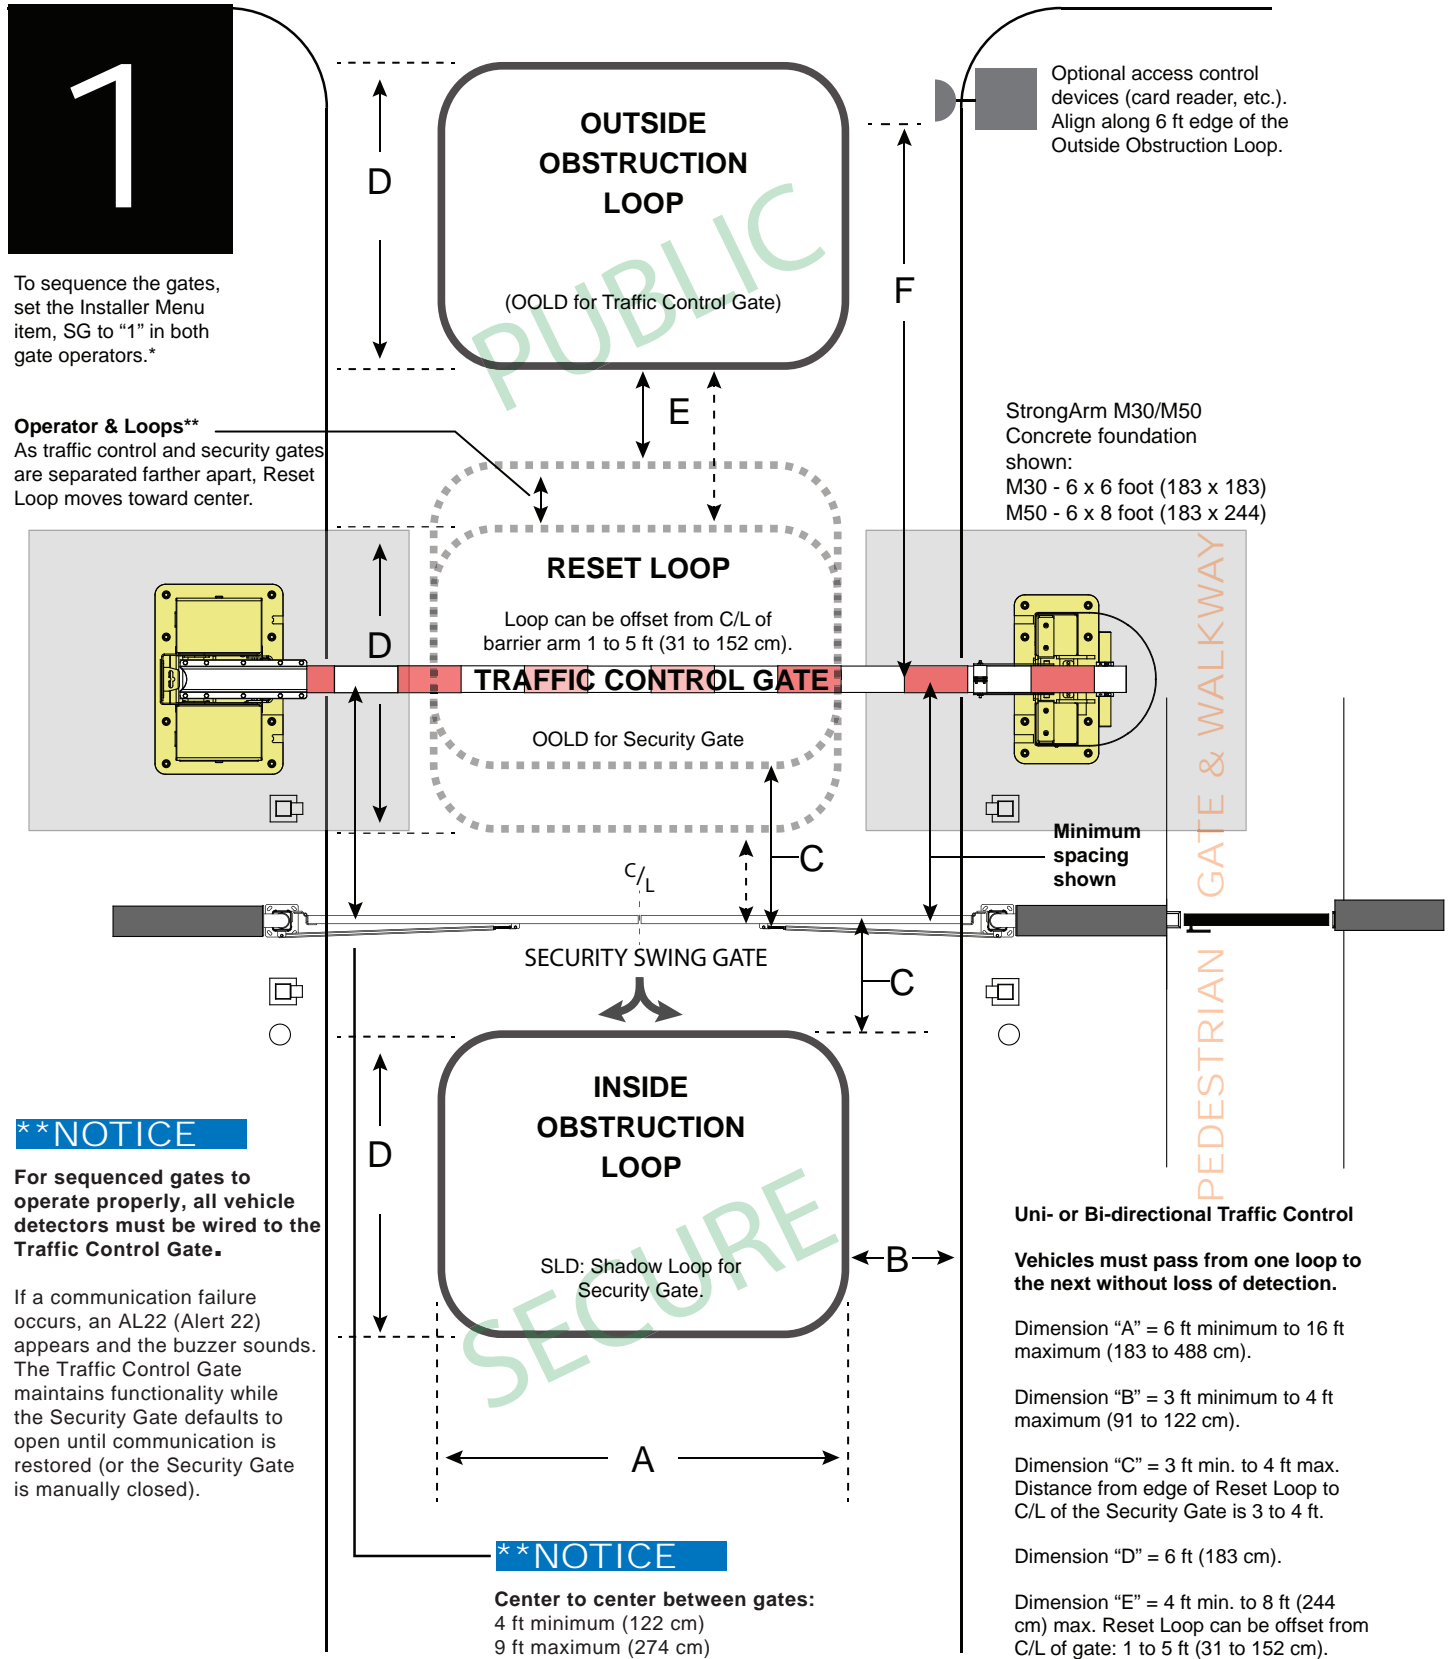 1
To sequence the gates,
set the Installer Menu
item, SG to “1” in both
gate operators.*
Operator & Loops**
As traffic control and security gates
are separated farther apart, Reset
Loop moves toward center.
OUTSIDE
OBSTRUCTION
LOOP
PUBLIC
(OOLD for Traffic Control Gate)
D
E
F
Optional access control
devices (card reader, etc.).
Align along 6 ft edge of the
Outside Obstruction Loop.
StrongArm M30/M50
Concrete foundation
shown:
M30 - 6 x 6 foot (183 x 183)
M50 - 6 x 8 foot (183 x 244)
RESET LOOP
Loop can be offset from C/L of
barrier arm 1 to 5 ft (31 to 152 cm).
D
TRAFFIC CONTROL GATE
OOLD for Security Gate
C
Minimum
spacing
shown
PEDESTRIAN GATE & WALKWAY
C/L
SECURITY SWING GATE
C
INSIDE
OBSTRUCTION
LOOP
D
SECURE
SLD: Shadow Loop for
Security Gate.
B
A
**NOTICE
For sequenced gates to
operate properly, all vehicle
detectors must be wired to the
Traffic Control Gate.
If a communication failure
occurs, an AL22 (Alert 22)
appears and the buzzer sounds.
The Traffic Control Gate
maintains functionality while
the Security Gate defaults to
open until communication is
restored (or the Security Gate
is manually closed).
**NOTICE
Center to center between gates:
4 ft minimum (122 cm)
9 ft maximum (274 cm)
Uni- or Bi-directional Traffic Control
Vehicles must pass from one loop to
the next without loss of detection.
Dimension “A” = 6 ft minimum to 16 ft
maximum (183 to 488 cm).
Dimension “B” = 3 ft minimum to 4 ft
maximum (91 to 122 cm).
Dimension “C” = 3 ft min. to 4 ft max.
Distance from edge of Reset Loop to
C/L of the Security Gate is 3 to 4 ft.
Dimension “D” = 6 ft (183 cm).
Dimension “E” = 4 ft min. to 8 ft (244
cm) max. Reset Loop can be offset from
C/L of gate: 1 to 5 ft (31 to 152 cm).